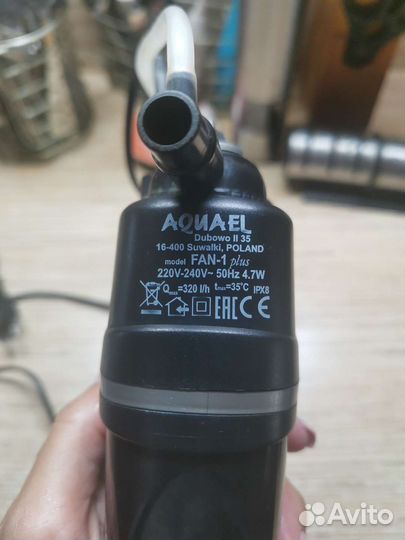 AQUAEL
Dubowo II 35
16-400 Suwałki, POLAND
model FAN-1 plus
220V-240V~ 50Hz 4.7W
Qmax=320 l/h tmax=35°C IPX8
Avito